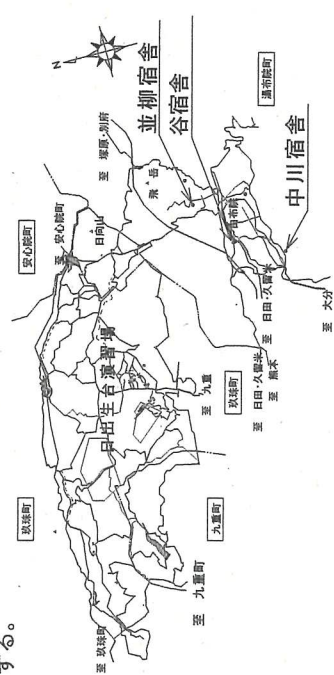 する。
N
並柳宿舎
谷宿舎
中川宿舎
湯布院町
至 塚原・別府
飛岳
由布院
安心院町
至 安心院町
日向山
日出生台演習場
玖珠町
至 玖珠町
至 九重
玖珠町
至 日田・久留米
至 熊本
至 日田・久留米
至 大分
九重町
至 九重町